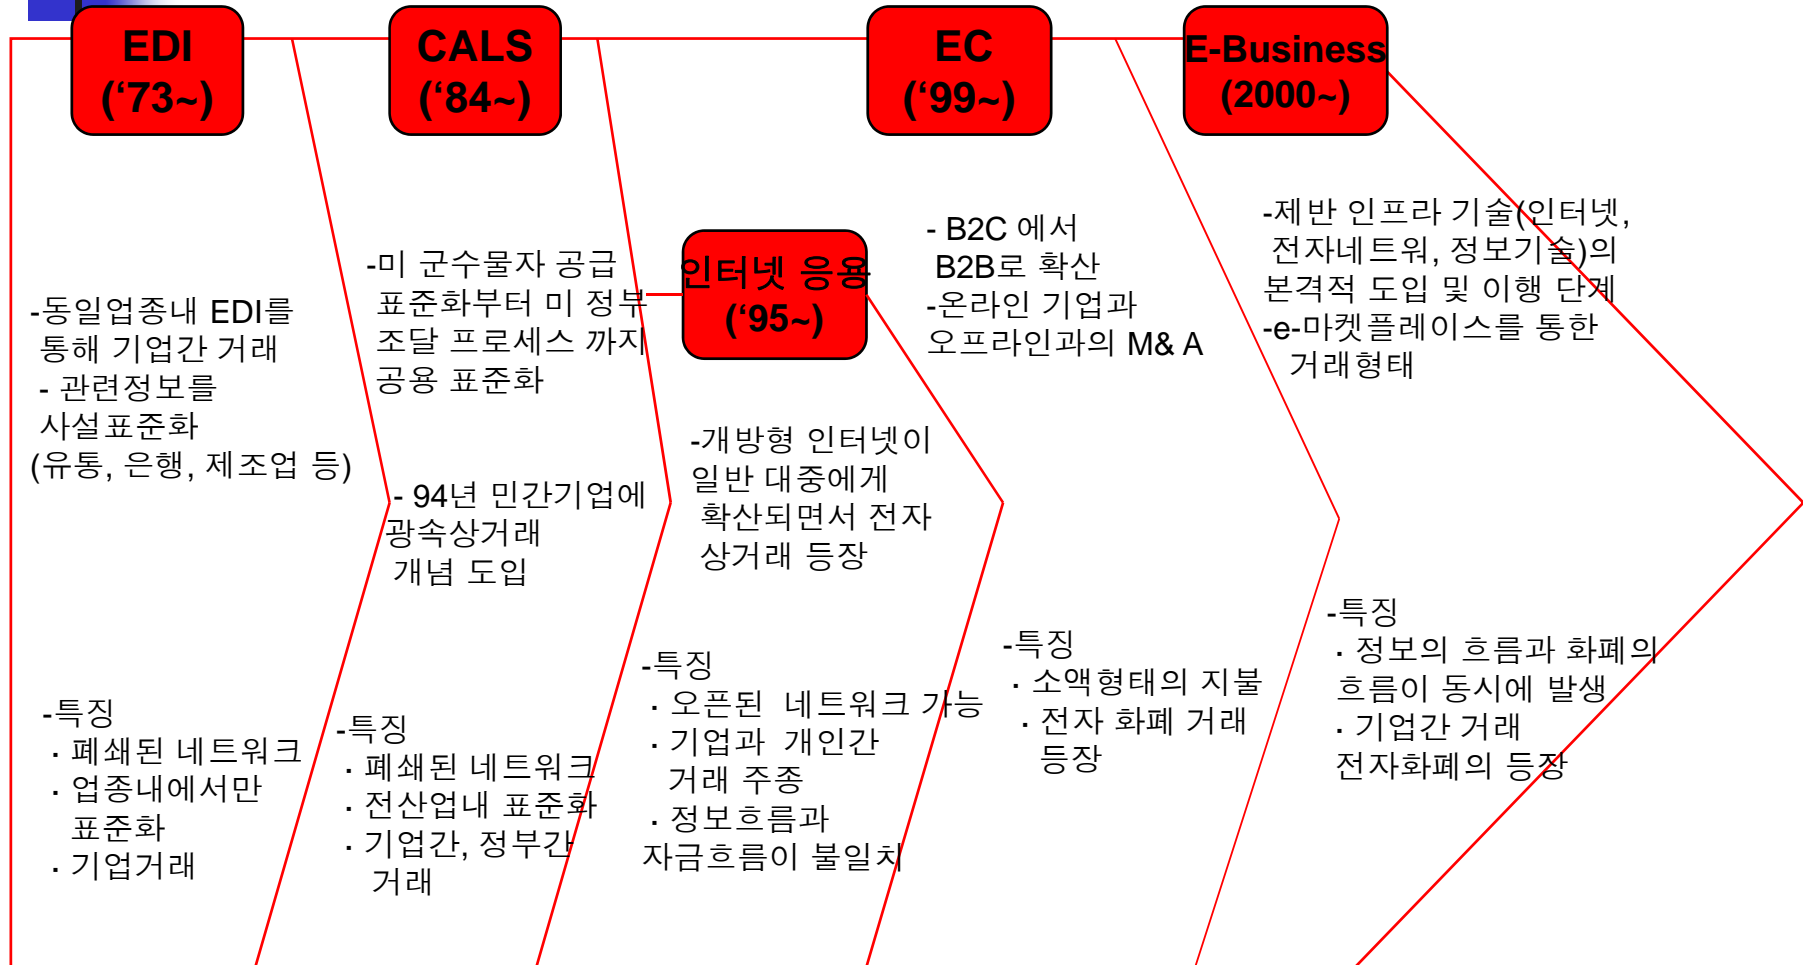 EDI
(‘73~)
-동일업종내 EDI를
통해 기업간 거래
- 관련정보를
사설표준화
(유통, 은행, 제조업 등)
-특징
· 폐쇄된 네트워크
· 업종내에서만
표준화
· 기업거래
CALS
(‘84~)
-미 군수물자 공급
표준화부터 미 정부
조달 프로세스 까지
공용 표준화
- 94년 민간기업에
광속상거래
개념 도입
-특징
· 폐쇄된 네트워크
· 전산업내 표준화
· 기업간, 정부간
거래
인터넷 응용
(‘95~)
-개방형 인터넷이
일반 대중에게
확산되면서 전자
상거래 등장
-특징
· 오픈된 네트워크 가능
· 기업과 개인간
거래 주종
· 정보흐름과
자금흐름이 불일치
EC
(‘99~)
- B2C 에서
B2B로 확산
-온라인 기업과
오프라인과의 M& A
-특징
· 소액형태의 지불
· 전자 화폐 거래
등장
E-Business
(2000~)
-제반 인프라 기술(인터넷,
전자네트워, 정보기술)의
본격적 도입 및 이행 단계
-e-마켓플레이스를 통한
거래형태
-특징
· 정보의 흐름과 화폐의
흐름이 동시에 발생
· 기업간 거래
전자화폐의 등장